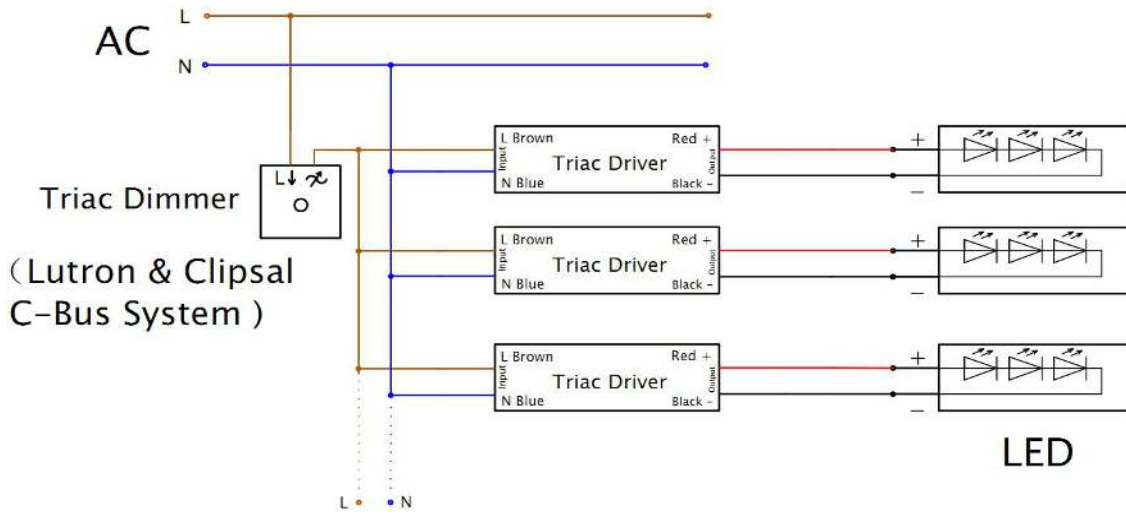 L
AC
N
L Brown
Red +
Input
Triac Driver
Output
N Blue
Black -
+
−
L
Triac Dimmer
(Lutron & Clipsal
C-Bus System )
L Brown
Red +
Input
Triac Driver
Output
N Blue
Black -
+
−
L Brown
Red +
Input
Triac Driver
Output
N Blue
Black -
+
−
LED
L
N